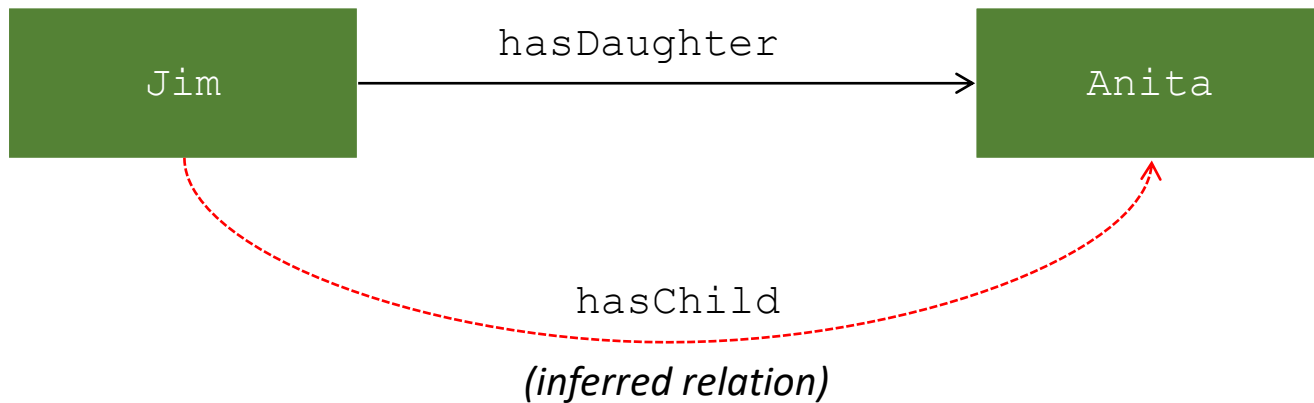 hasDaughter
Jim
Anita
hasChild
(inferred relation)